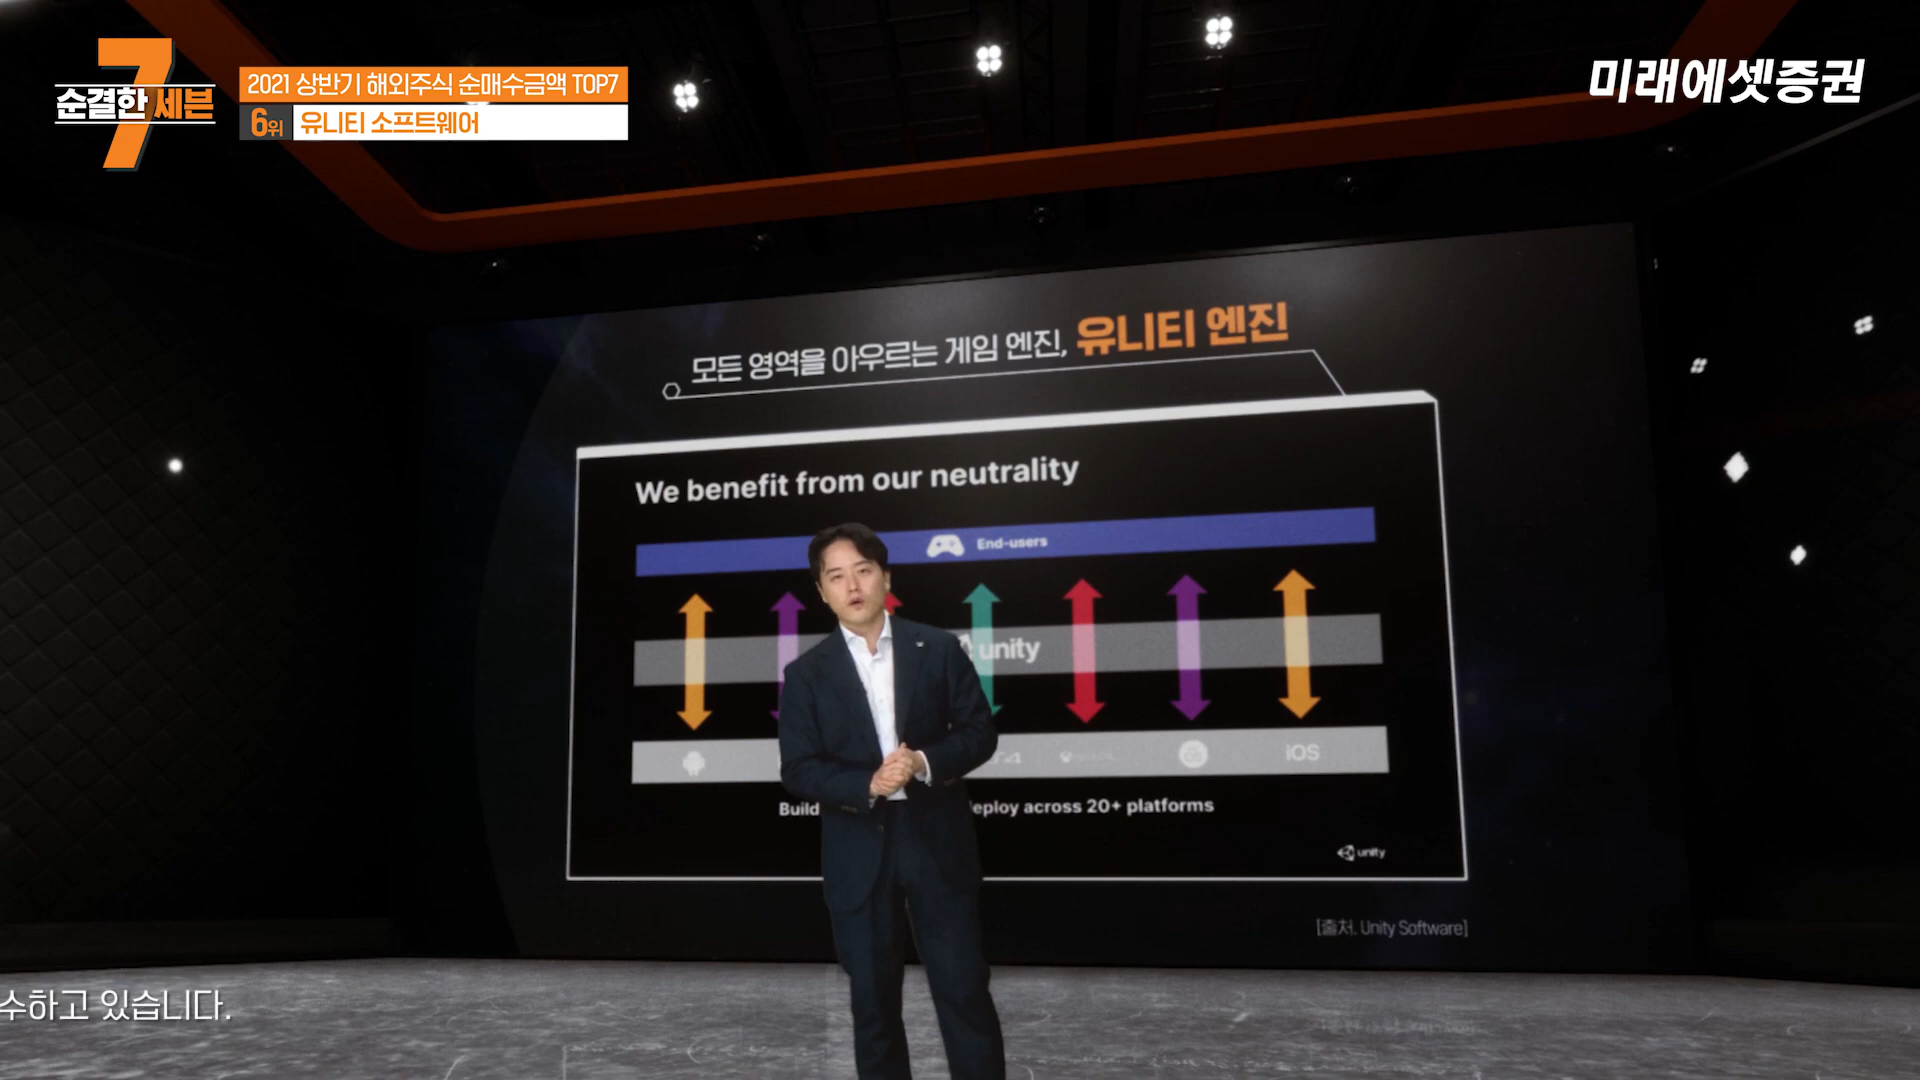 7
순결한 세븐
2021 상반기 해외주식 순매수금액 TOP7
6위 유니티 소프트웨어
미래에셋증권
모든 영역을 아우르는 게임 엔진, 유니티 엔진
We benefit from our neutrality
End-users
unity
iOS
Build
deploy across 20+ platforms
unity
[출처. Unity Software]
수하고 있습니다.